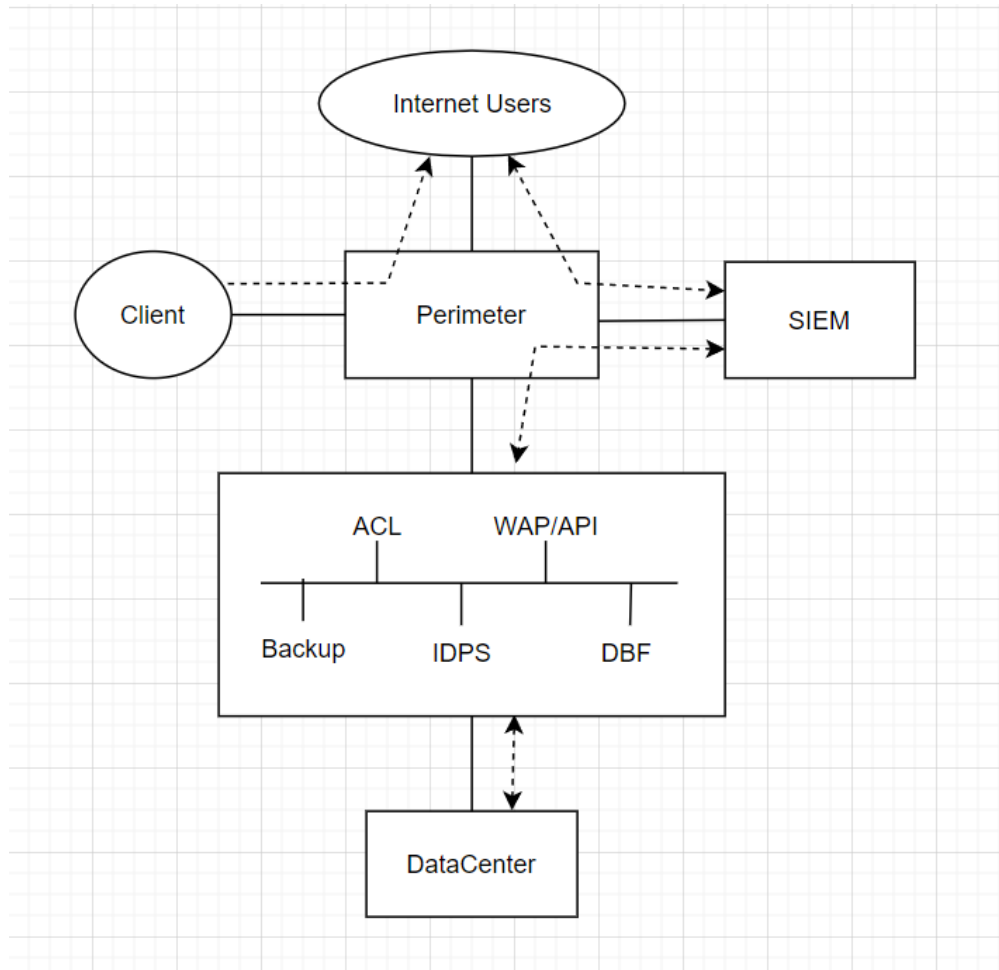 Internet Users
Client
Perimeter
SIEM
ACL
WAP/API
Backup
IDPS
DBF
DataCenter